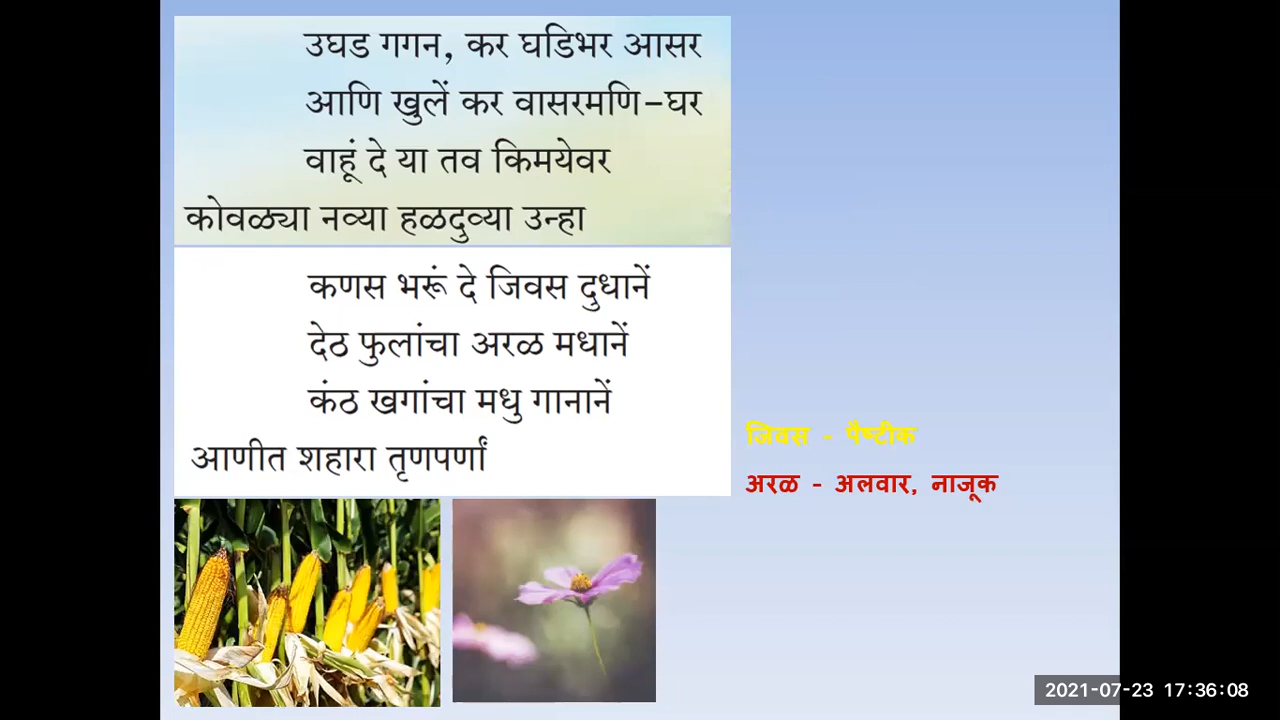 उघड गगन, कर घडिभर आसर
आणि खुलें कर वासरमणि-घर
वाहूं दे या तव किमयेवर
कोवळ्या नव्या हळदुव्या उन्हा
कणस भरूं दे जिवस दुधानें
देठ फुलांचा अरळ मधानें
कंठ खगांचा मधु गानानें
आणीत शहारा तृणपर्णां
जिवस - पौष्टीक
अरळ - अलवार, नाजूक
2021-07-23 17:36:08